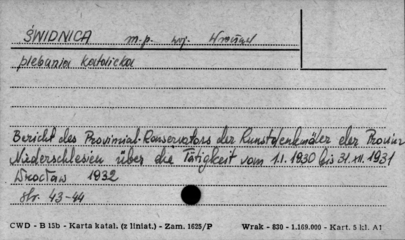 ŚWIDNICA m.p. woj. Wrocław
plebania katolicka
Bericht des Provinzial-Konservators der Kunstdenkmäler der Provinz
Niederschlesien über die Tätigkeit vom 1.I.1930 bis 31.XII.1931
Wrocław 1932
str. 43-44
CWD - B 15b - Karta katal. (z liniat.) - Zam. 1625/P Wrak - 830 - 1.169.000 - Kart. 5 kl. A1